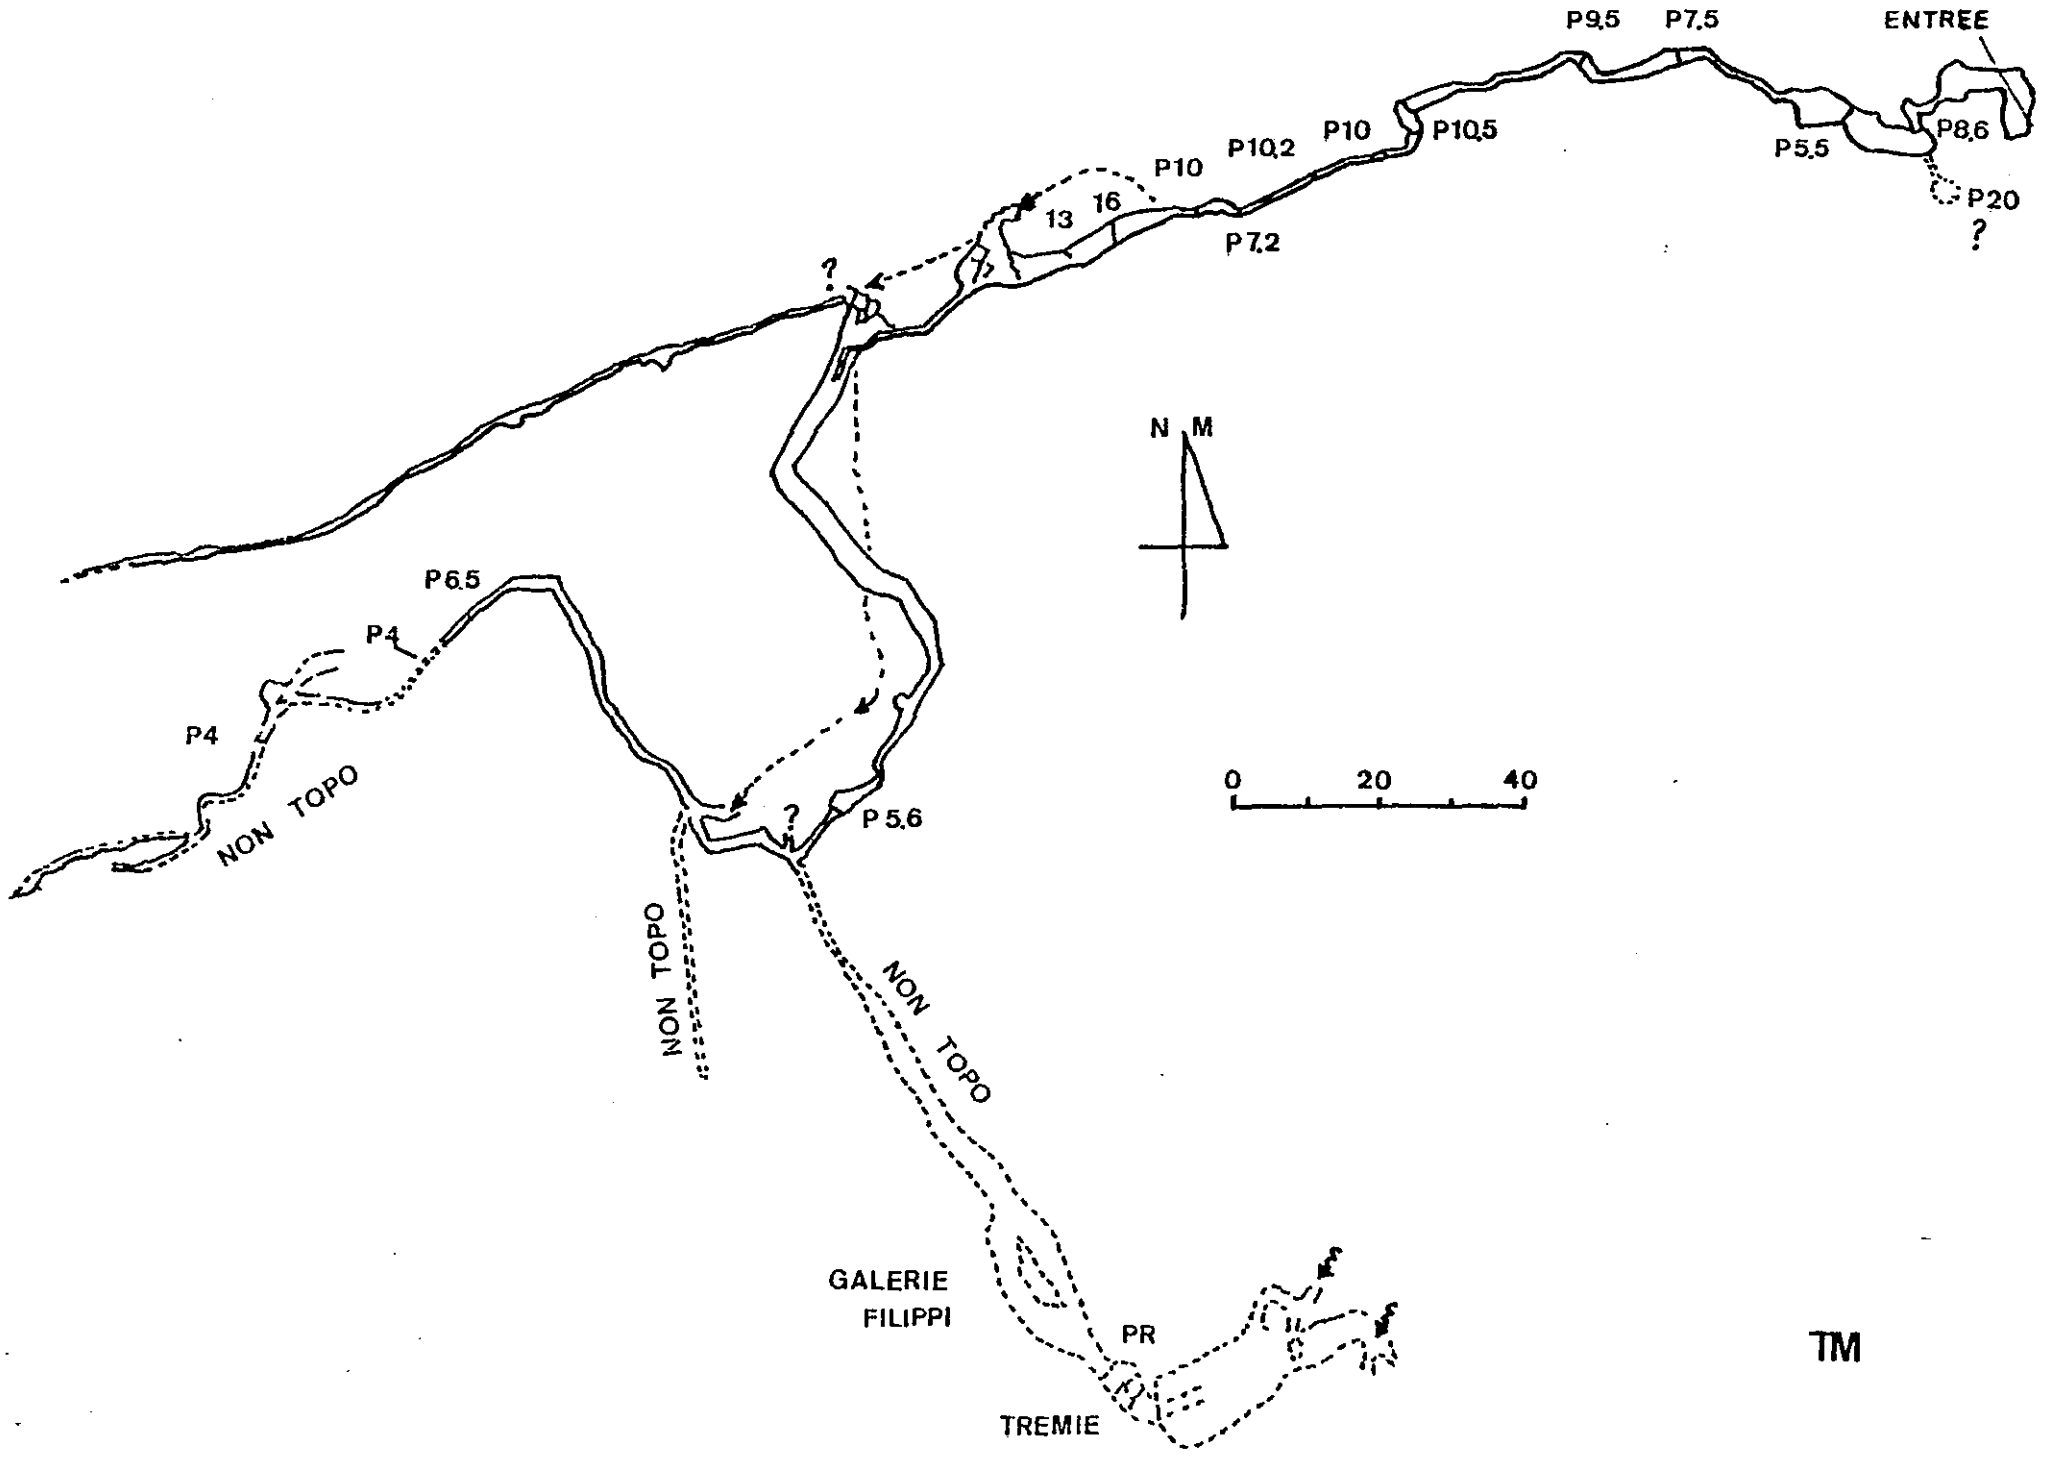 P9.5 P7.5 ENTREE
P10 P10.5 P8.6
P10.2 P5.5
P10
16 P20
13 ?
P7.2
?
N M
P6.5
P4
P4
NON TOPO
0 20 40
? P5.6
NON TOPO
NON TOPO
GALERIE
FILIPPI
PR
TM
TREMIE